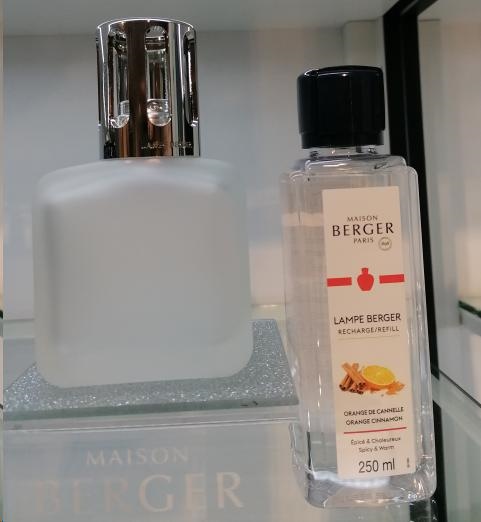 MAISON
BERGER
PARIS
LAMPE BERGER
RECHARGE/REFILL
ORANGE DE CANNELLE
ORANGE CINNAMON
Épicé & Chaleureux
Spicy & Warm
250 ml
MAISON
BERGER